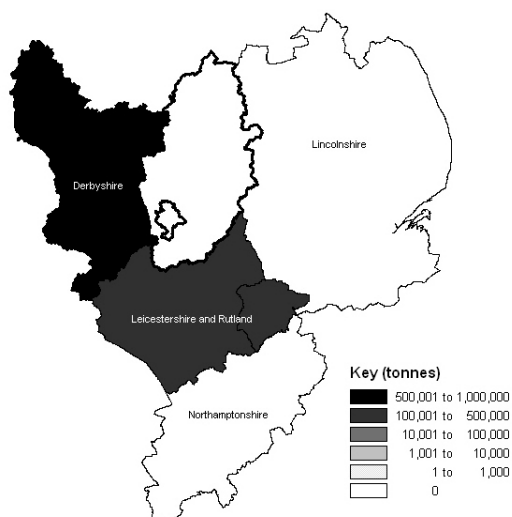 Lincolnshire
Derbyshire
Leicestershire and Rutland
Northamptonshire
Key (tonnes)
500,001 to 1,000,000
100,001 to 500,000
10,001 to 100,000
1,001 to 10,000
1 to 1,000
0